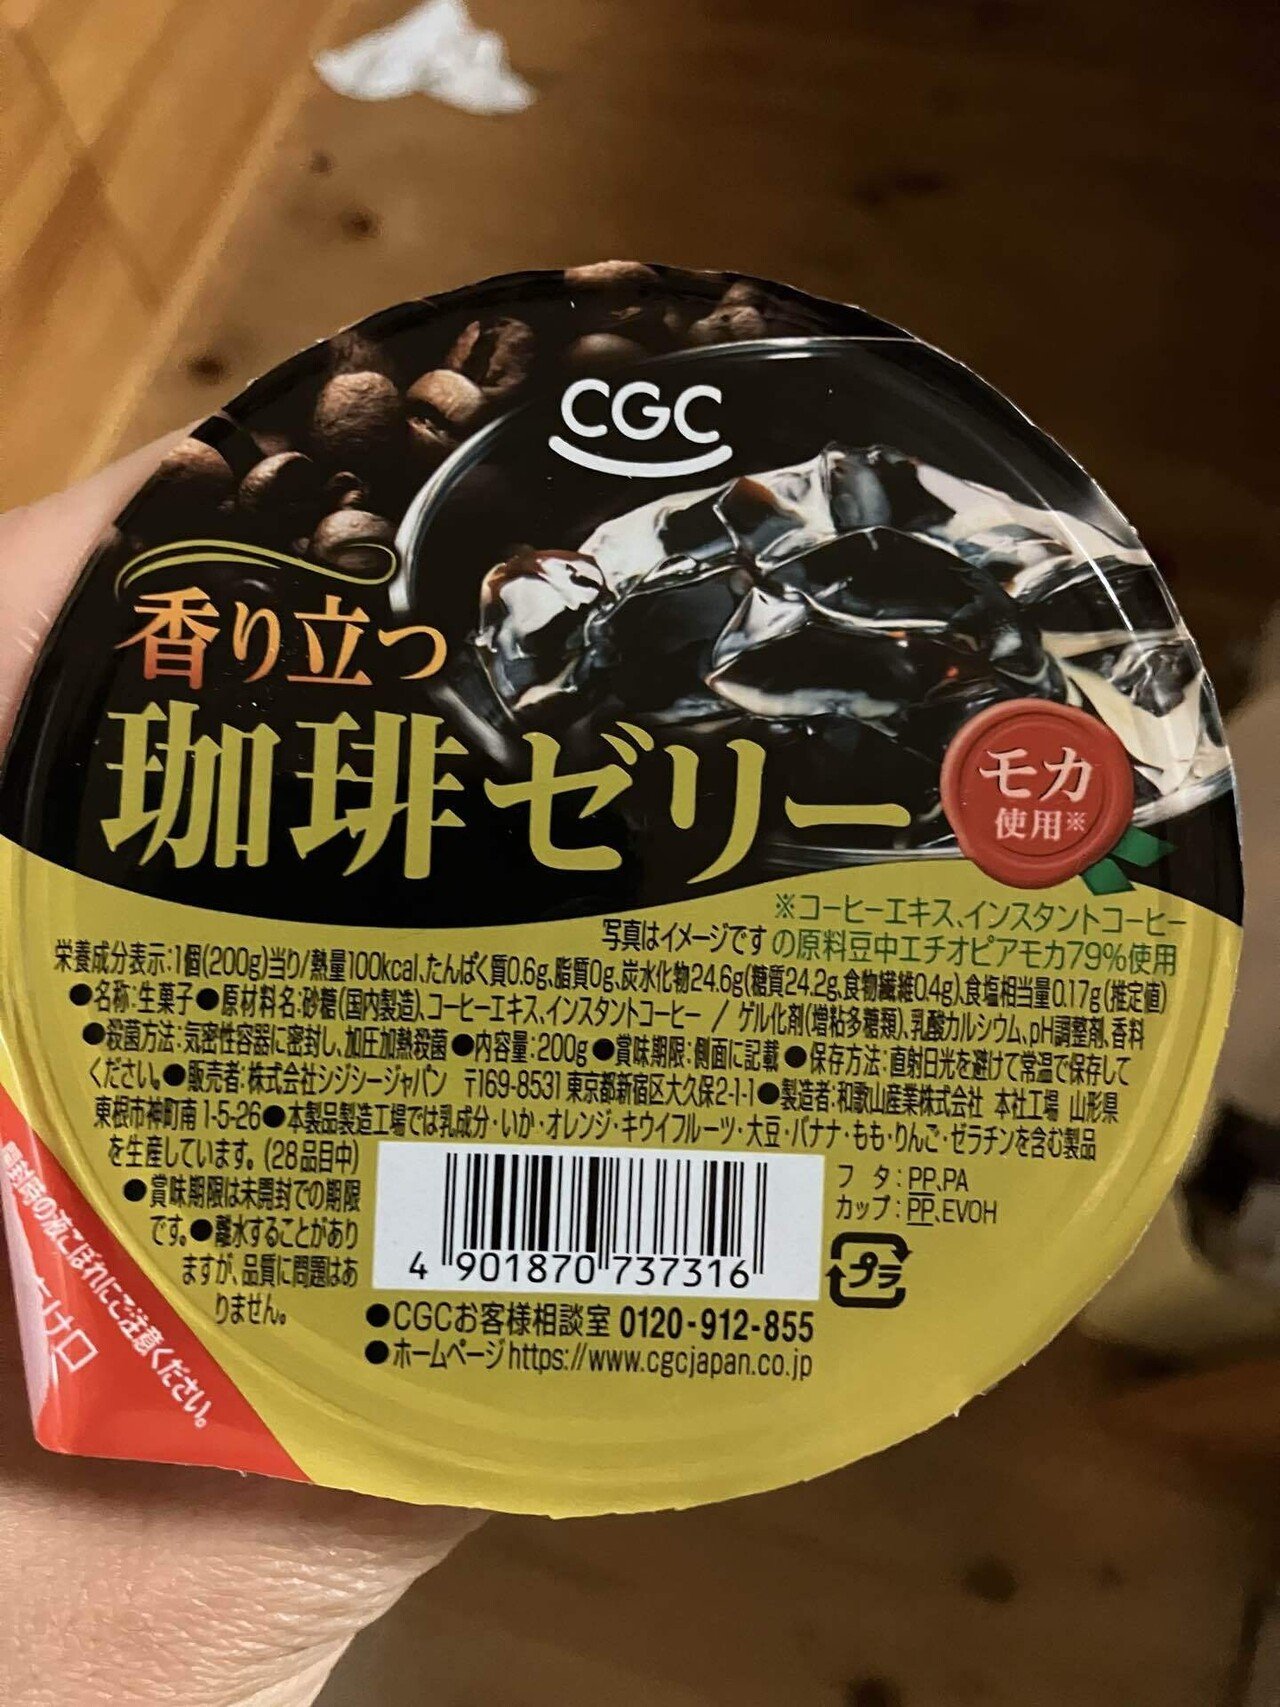 CGC
香り立つ
珈琲ゼリー
モカ
使用※
※コーヒーエキス、インスタントコーヒー
写真はイメージです の原料豆中エチオピアモカ79%使用
栄養成分表示:1個(200g)当り/熱量100kcal、たんぱく質0.6g、脂質0g、炭水化物24.6g(糖質24.2g、食物繊維0.4g)、食塩相当量0.17g(推定値)
●名称:生菓子●原材料名:砂糖(国内製造)、コーヒーエキス、インスタントコーヒー / ゲル化剤(増粘多糖類)、乳酸カルシウム、pH調整剤、香料
●殺菌方法:気密性容器に密封し、加圧加熱殺菌●内容量:200g●賞味期限:側面に記載●保存方法:直射日光を避けて常温で保存して
ください。●販売者:株式会社シジシージャパン 〒169-8531 東京都新宿区大久保2-1-1●製造者:和歌山産業株式会社 本社工場 山形県
東根市神町南1-5-26●本製品製造工場では乳成分・いか・オレンジ・キウイフルーツ・大豆・バナナ・もも・りんご・ゼラチンを含む製品
を生産しています。(28品目中)
●賞味期限は未開封での期限
です。●離水することがあり
ますが、品質に問題はあ
りません。
フタ:PP、PA
カップ:PP、EVOH
プラ
4 901870 737316
●CGCお客様相談室 0120-912-855
●ホームページ https://www.cgcjapan.co.jp
開封時の液こぼれにご注意ください。
あけ口